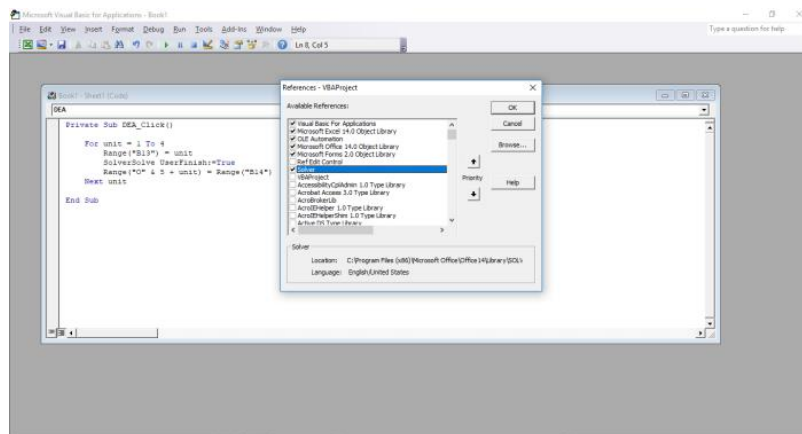 Microsoft Visual Basic for Applications - Book1
File Edit View Insert Format Debug Run Tools Add-Ins Window Help
Type a question for help
Ln 8, Col 5
Book1 - Sheet1 (Code)
DEA
Private Sub DEA_Click()
For unit = 1 To 4
Range("B13") = unit
SolverSolve UserFinish:=True
Range("O" & 5 + unit) = Range("B14")
Next unit
End Sub
References - VBAProject
Available References:
Visual Basic For Applications
Microsoft Excel 14.0 Object Library
OLE Automation
Microsoft Office 14.0 Object Library
Microsoft Forms 2.0 Object Library
Ref Edit Control
Solver
VBAProject
AccessibilityCplAdmin 1.0 Type Library
Acrobat Access 3.0 Type Library
AcroBrokerLib
AcroIEHelper 1.0 Type Library
AcroIEHelperShim 1.0 Type Library
Active DS Type Library
OK
Cancel
Browse...
Priority
Help
Solver
Location: C:\Program Files (x86)\Microsoft Office\Office14\Library\SOLV
Language: English/United States